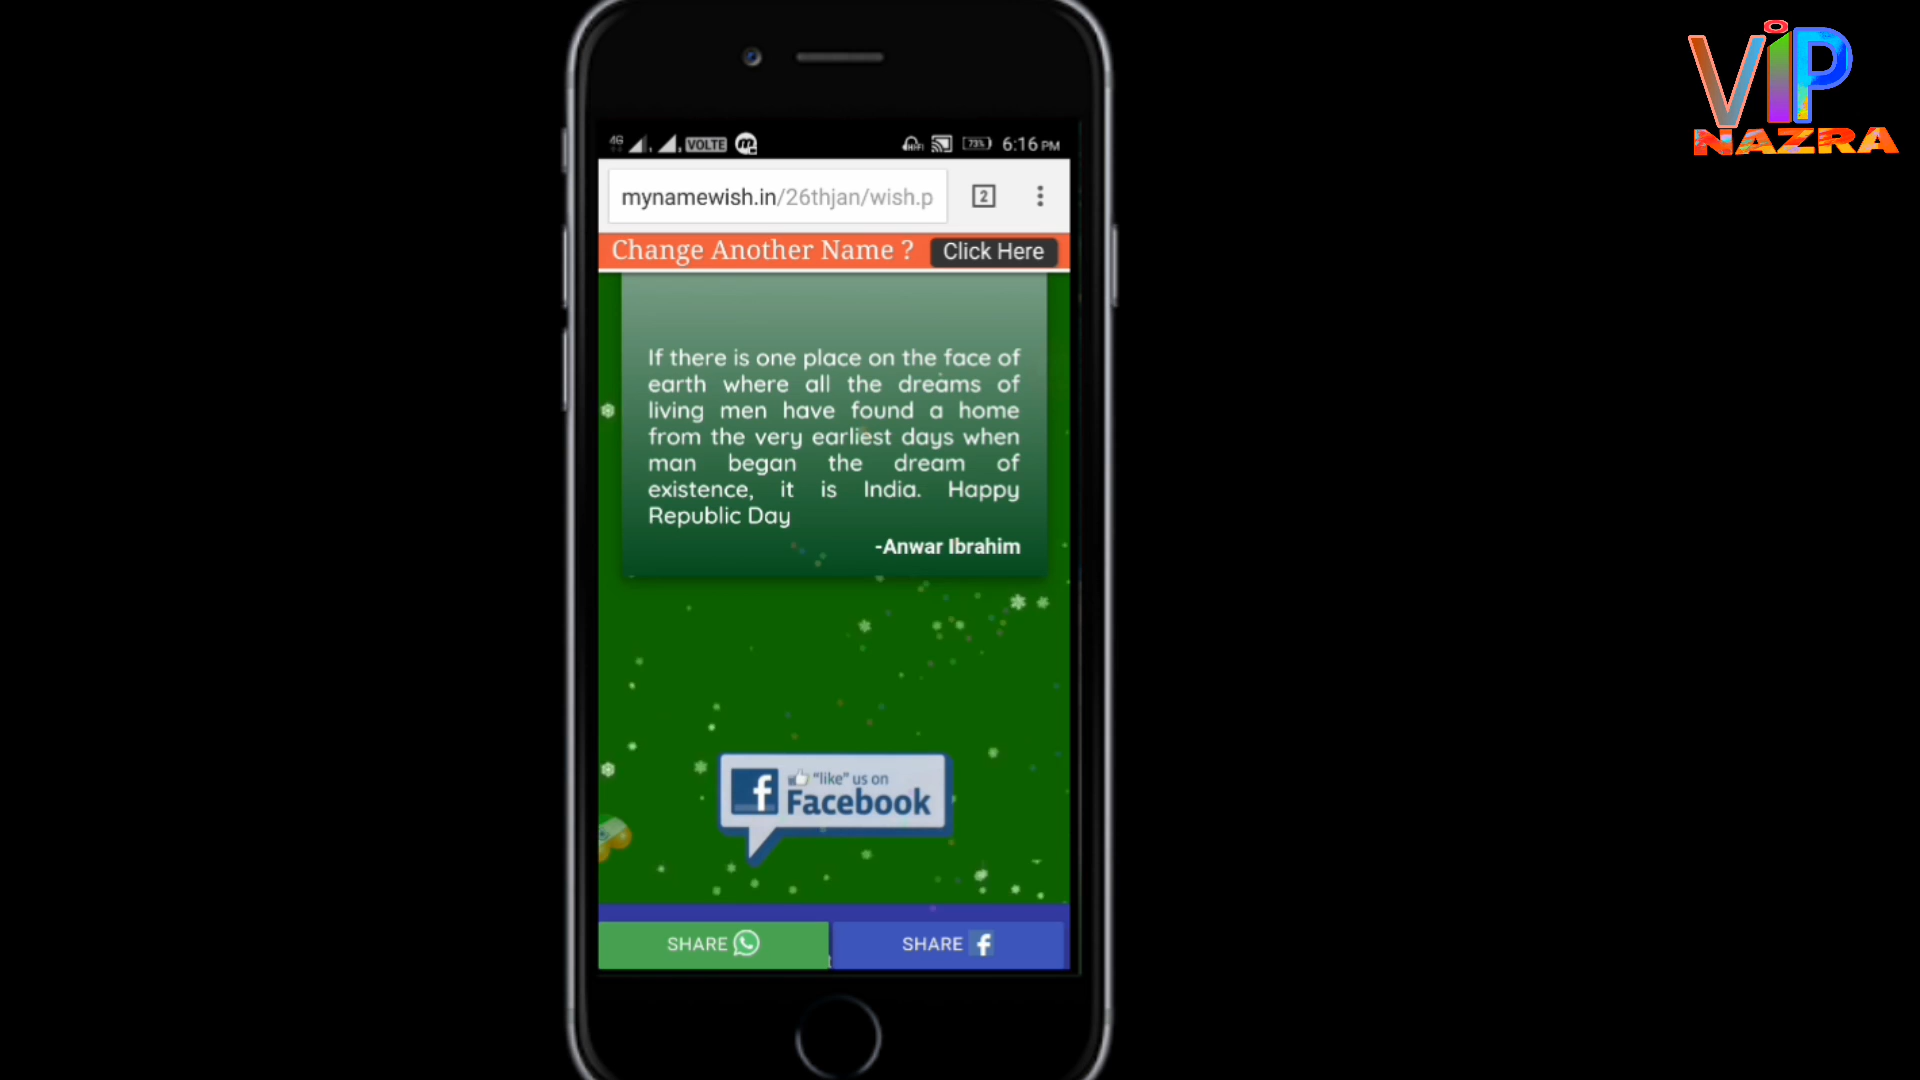 ViP
NAZRA
4G VOLTE m HiFi 73% 6:16 PM
mynamewish.in/26thjan/wish.p 2
Change Another Name ? Click Here
If there is one place on the face of
earth where all the dreams of
living men have found a home
from the very earliest days when
man began the dream of
existence, it is India. Happy
Republic Day
-Anwar Ibrahim
"like" us on
f Facebook
SHARE SHARE f